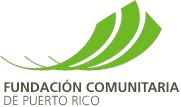 FUNDACIÓN COMUNITARIA
DE PUERTO RICO